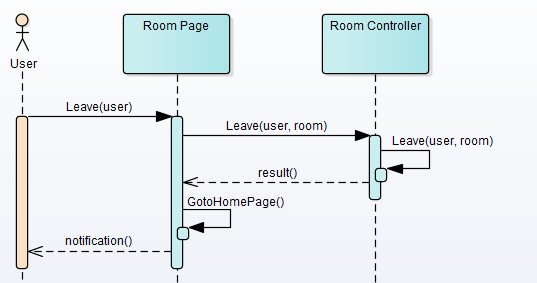 Room Page
Room Controller
User
Leave(user)
Leave(user, room)
Leave(user, room)
result()
GotoHomePage()
notification()